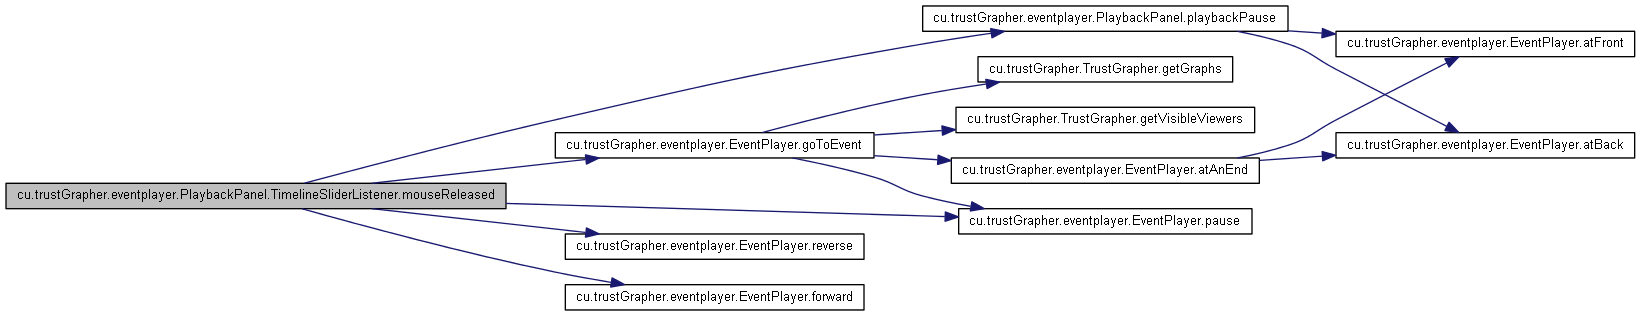 cu.trustGrapher.eventplayer.PlaybackPanel.playbackPause
cu.trustGrapher.eventplayer.EventPlayer.atFront
cu.trustGrapher.TrustGrapher.getGraphs
cu.trustGrapher.TrustGrapher.getVisibleViewers
cu.trustGrapher.eventplayer.EventPlayer.goToEvent
cu.trustGrapher.eventplayer.EventPlayer.atBack
cu.trustGrapher.eventplayer.EventPlayer.atAnEnd
cu.trustGrapher.eventplayer.PlaybackPanel.TimelineSliderListener.mouseReleased
cu.trustGrapher.eventplayer.EventPlayer.pause
cu.trustGrapher.eventplayer.EventPlayer.reverse
cu.trustGrapher.eventplayer.EventPlayer.forward